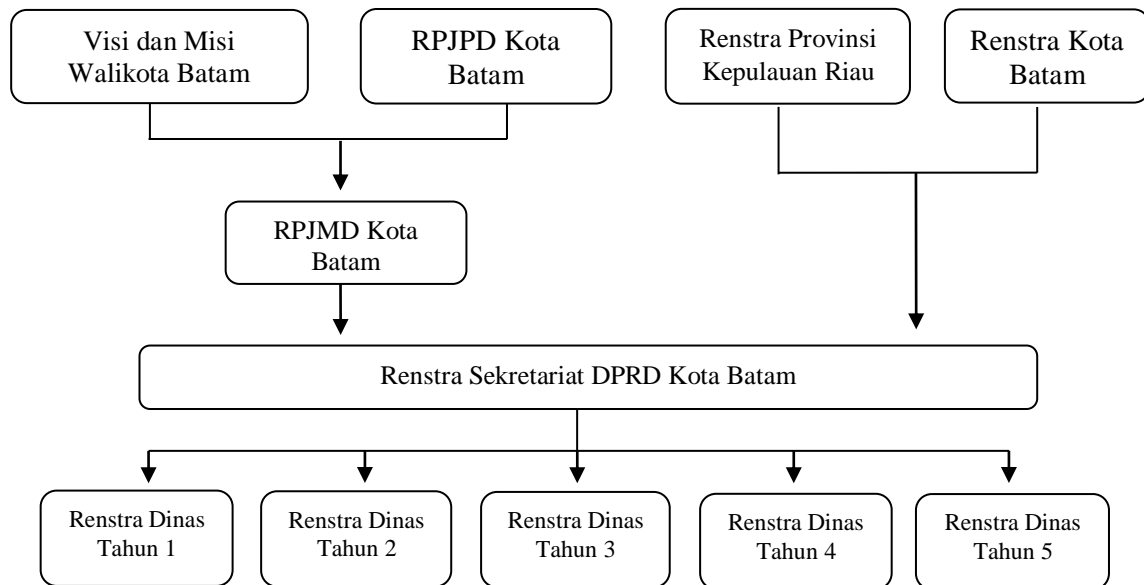 Visi dan Misi
Walikota Batam
RPJPD Kota
Batam
Renstra Provinsi
Kepulauan Riau
Renstra Kota
Batam
RPJMD Kota
Batam
Renstra Sekretariat DPRD Kota Batam
Renstra Dinas
Tahun 1
Renstra Dinas
Tahun 2
Renstra Dinas
Tahun 3
Renstra Dinas
Tahun 4
Renstra Dinas
Tahun 5